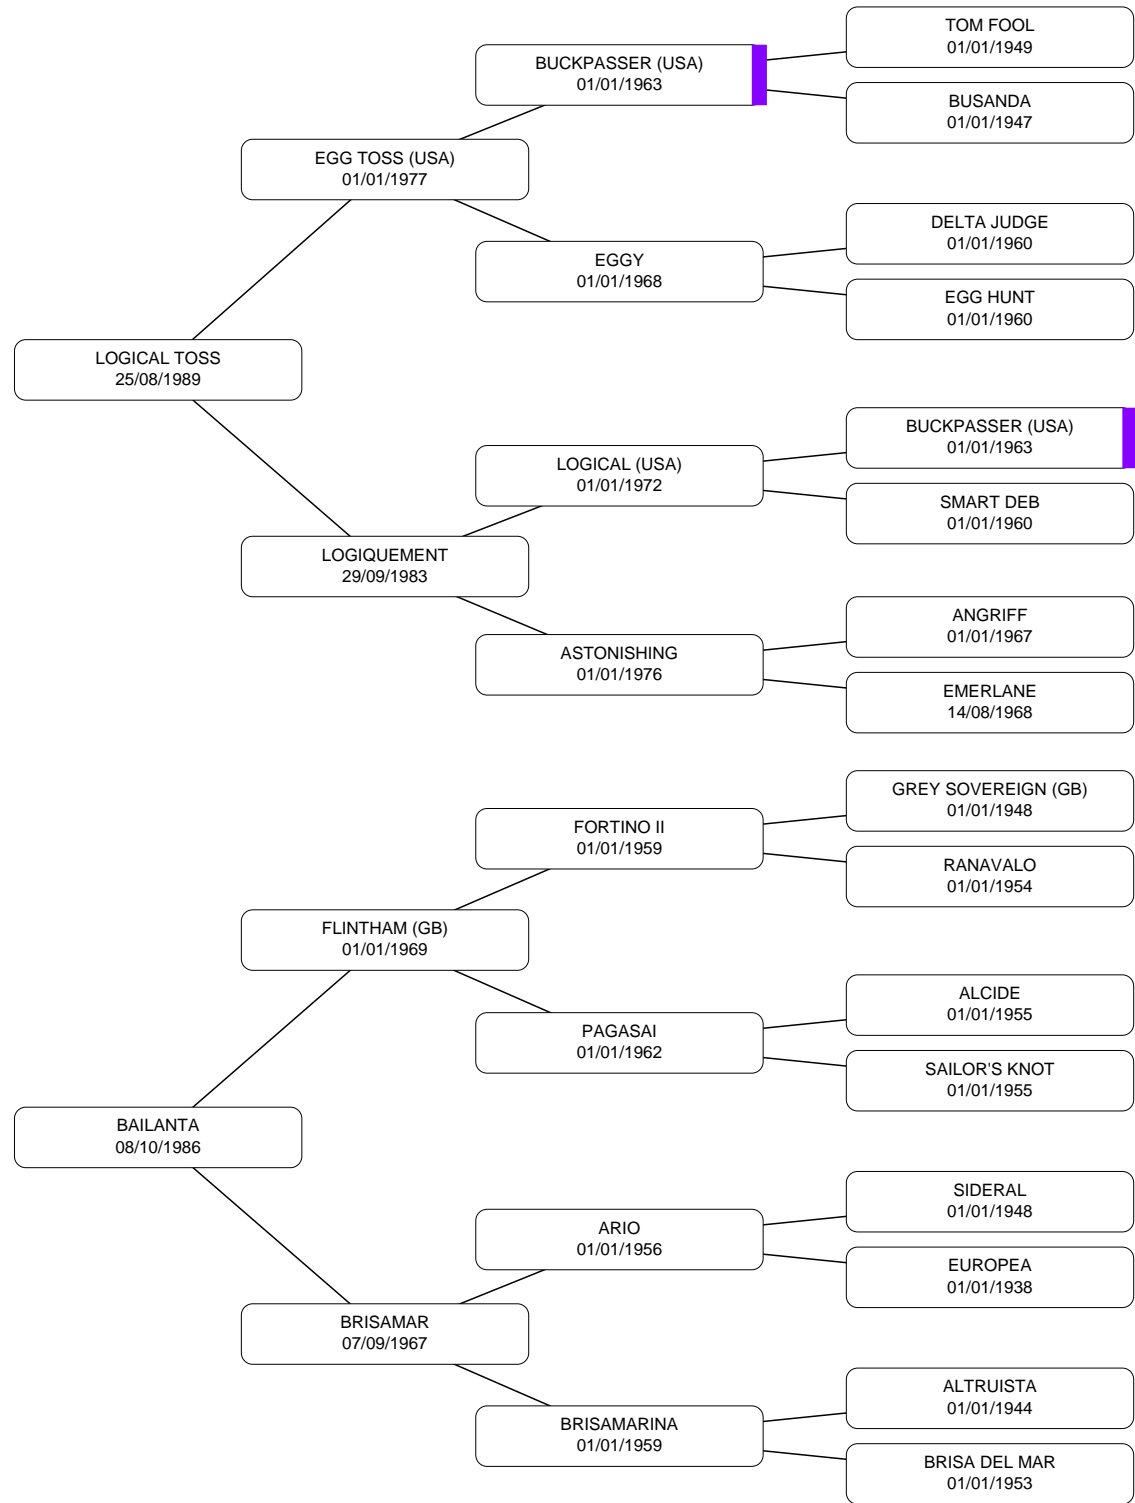 TOM FOOL
01/01/1949
BUCKPASSER (USA)
01/01/1963
BUSANDA
01/01/1947
EGG TOSS (USA)
01/01/1977
DELTA JUDGE
01/01/1960
EGGY
01/01/1968
EGG HUNT
01/01/1960
LOGICAL TOSS
25/08/1989
BUCKPASSER (USA)
01/01/1963
LOGICAL (USA)
01/01/1972
SMART DEB
01/01/1960
LOGIQUEMENT
29/09/1983
ANGRIFF
01/01/1967
ASTONISHING
01/01/1976
EMERLANE
14/08/1968
GREY SOVEREIGN (GB)
01/01/1948
FORTINO II
01/01/1959
RANAVALO
01/01/1954
FLINTHAM (GB)
01/01/1969
ALCIDE
01/01/1955
PAGASAI
01/01/1962
SAILOR'S KNOT
01/01/1955
BAILANTA
08/10/1986
SIDERAL
01/01/1948
ARIO
01/01/1956
EUROPEA
01/01/1938
BRISAMAR
07/09/1967
ALTRUISTA
01/01/1944
BRISAMARINA
01/01/1959
BRISA DEL MAR
01/01/1953